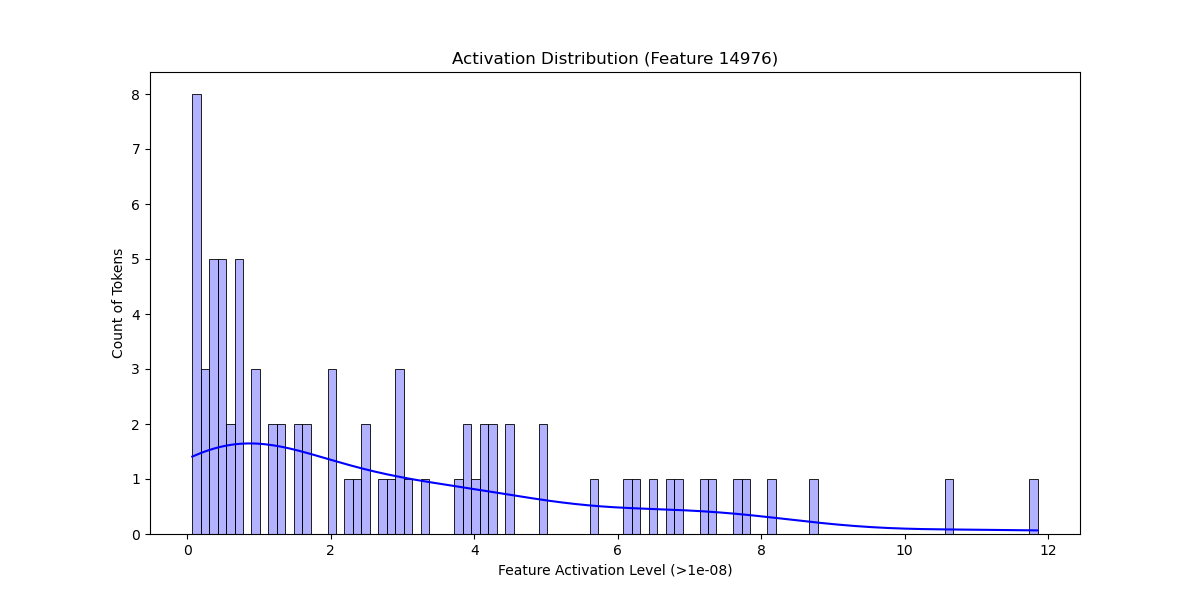 Activation Distribution (Feature 14976)
Count of Tokens
8
7
6
5
4
3
2
1
0
0 2 4 6 8 10 12
Feature Activation Level (>1e-08)